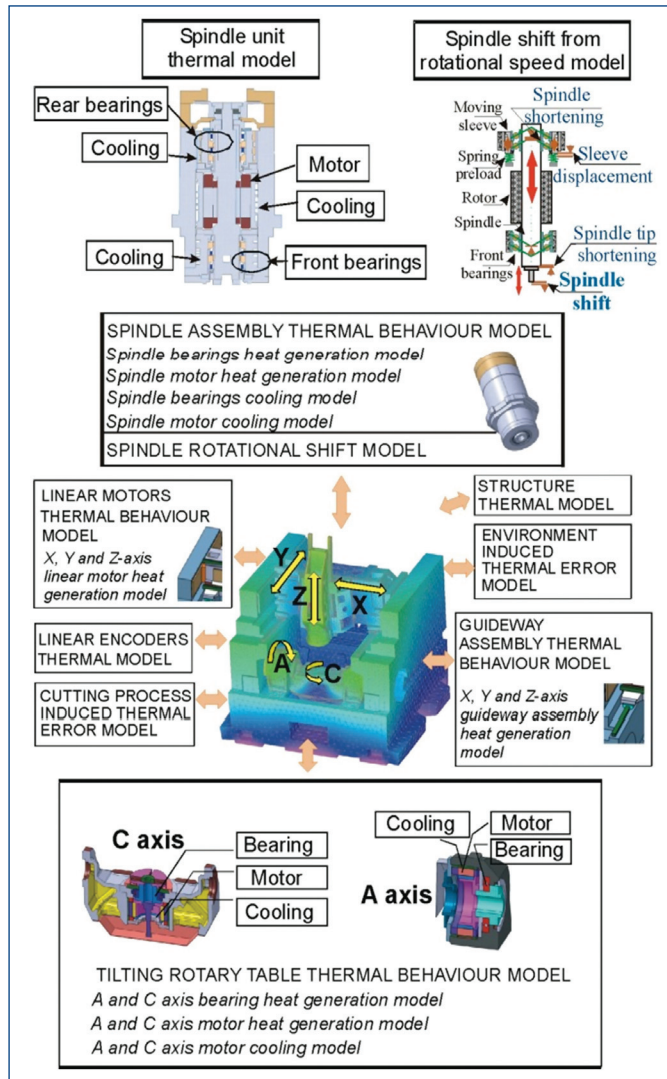 Spindle unit
thermal model
Spindle shift from
rotational speed model
Rear bearings
Cooling
Motor
Cooling
Cooling
Front bearings
Moving
sleeve
Spindle
shortening
Spring
preload
Sleeve
displacement
Rotor
Spindle
Front
bearings
Spindle tip
shortening
Spindle
shift
SPINDLE ASSEMBLY THERMAL BEHAVIOUR MODEL
Spindle bearings heat generation model
Spindle motor heat generation model
Spindle bearings cooling model
Spindle motor cooling model
SPINDLE ROTATIONAL SHIFT MODEL
LINEAR MOTORS
THERMAL BEHAVIOUR
MODEL
X, Y and Z-axis
linear motor heat
generation model
STRUCTURE
THERMAL MODEL
ENVIRONMENT
INDUCED
THERMAL ERROR
MODEL
Y
Z
X
A
C
LINEAR ENCODERS
THERMAL MODEL
CUTTING PROCESS
INDUCED THERMAL
ERROR MODEL
GUIDEWAY
ASSEMBLY THERMAL
BEHAVIOUR MODEL
X, Y and Z-axis
guideway assembly
heat generation
model
C axis
Bearing
Motor
Cooling
Cooling
Motor
Bearing
A axis
TILTING ROTARY TABLE THERMAL BEHAVIOUR MODEL
A and C axis bearing heat generation model
A and C axis motor heat generation model
A and C axis motor cooling model